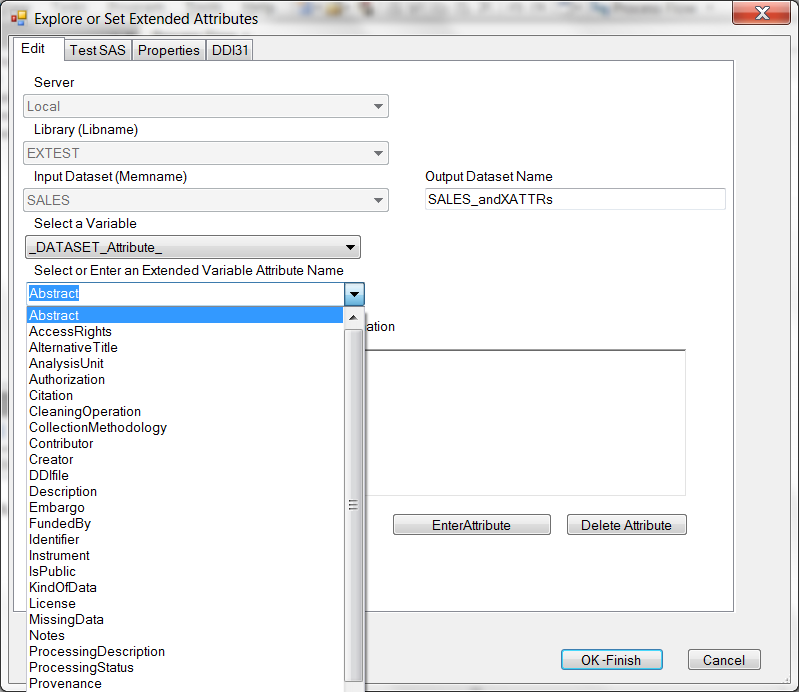 Explore or Set Extended Attributes
Edit
Test SAS
Properties
DDI31
Server
Local
Library (Libname)
EXTEST
Input Dataset (Memname)
Output Dataset Name
SALES
SALES_andXATTRs
Select a Variable
_DATASET_Attribute_
Select or Enter an Extended Variable Attribute Name
Abstract
Abstract
ation
AccessRights
AlternativeTitle
AnalysisUnit
Authorization
Citation
CleaningOperation
CollectionMethodology
Contributor
Creator
DDIfile
Description
Embargo
FundedBy
EnterAttribute
Delete Attribute
Identifier
Instrument
IsPublic
KindOfData
License
MissingData
Notes
ProcessingDescription
ProcessingStatus
Provenance
OK-Finish
Cancel